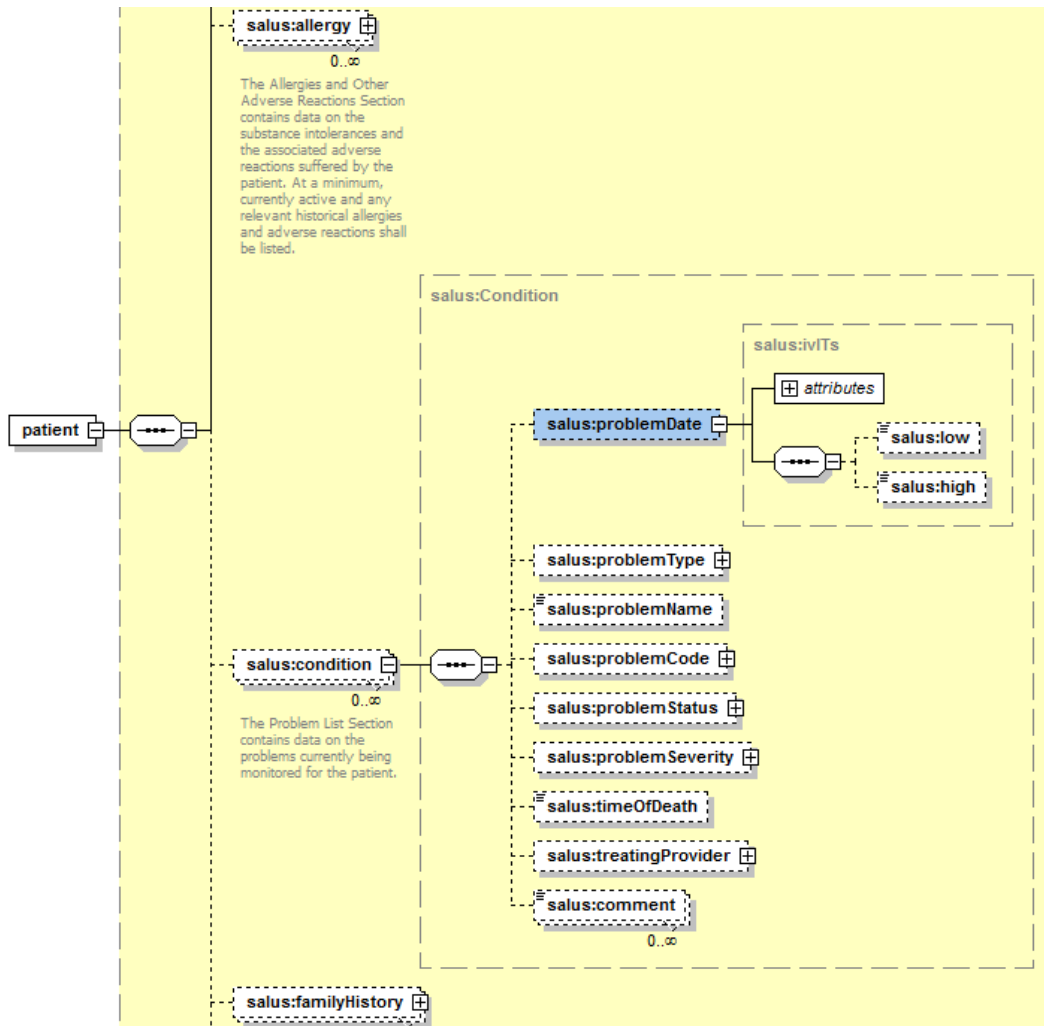 salus:allergy
0..∞
The Allergies and Other
Adverse Reactions Section
contains data on the
substance intolerances and
the associated adverse
reactions suffered by the
patient. At a minimum,
currently active and any
relevant historical allergies
and adverse reactions shall
be listed.
salus:Condition
salus:ivlTs
attributes
patient
salus:problemDate
salus:low
salus:high
salus:problemType
salus:problemName
salus:condition
0..∞
The Problem List Section
contains data on the
problems currently being
monitored for the patient.
salus:problemCode
salus:problemStatus
salus:problemSeverity
salus:timeOfDeath
salus:treatingProvider
salus:comment
0..∞
salus:familyHistory